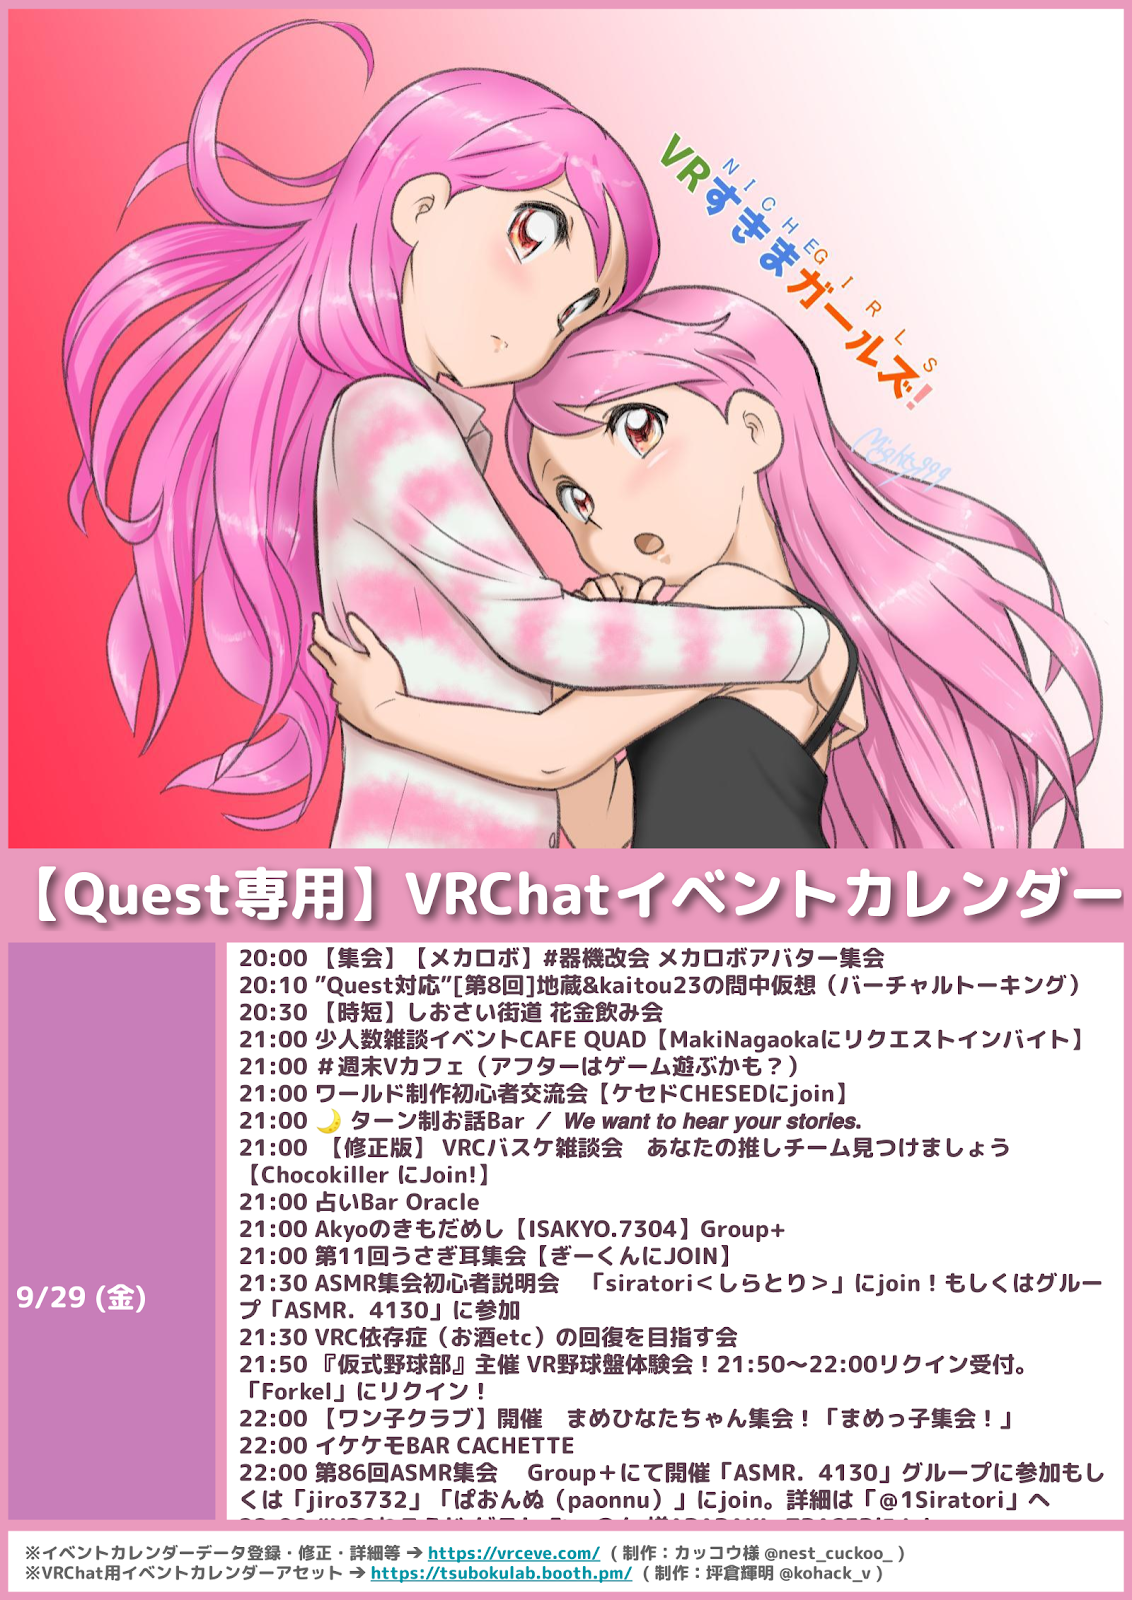 VRすきまガールズ!
NICHE GIRLS
Mighty999
【Quest専用】VRChatイベントカレンダー
9/29 (金)
20:00 【集会】【メカロボ】#器機改会 メカロボアバター集会
20:10 ”Quest対応”[第8回]地蔵&kaitou23の問中仮想（バーチャルトーキング）
20:30 【時短】しおさい街道 花金飲み会
21:00 少人数雑談イベントCAFE QUAD【MakiNagaokaにリクエストインバイト】
21:00 ＃週末Vカフェ（アフターはゲーム遊ぶかも？）
21:00 ワールド制作初心者交流会【ケセドCHESEDにjoin】
21:00 🌙 ターン制お話Bar ／ We want to hear your stories.
21:00 【修正版】 VRCバスケ雑談会　あなたの推しチーム見つけましょう
【Chocokiller にJoin!】
21:00 占いBar Oracle
21:00 Akyoのきもだめし【ISAKYO.7304】Group+
21:00 第11回うさぎ耳集会【ぎーくんにJOIN】
21:30 ASMR集会初心者説明会　「siratori＜しらとり＞」にjoin！もしくはグルー
プ「ASMR．4130」に参加
21:30 VRC依存症（お酒etc）の回復を目指す会
21:50 『仮式野球部』主催 VR野球盤体験会！21:50～22:00リクイン受付。
「Forkel」にリクイン！
22:00 【ワン子クラブ】開催　まめひなたちゃん集会！「まめっ子集会！」
22:00 イケケモBAR CACHETTE
22:00 第86回ASMR集会　 Group＋にて開催「ASMR．4130」グループに参加もし
くは「jiro3732」「ぱおんぬ（paonnu）」にjoin。詳細は「＠1Siratori」へ
※イベントカレンダーデータ登録・修正・詳細等 ➔ https://vrceve.com/ （制作：カッコウ様 @nest_cuckoo_ ）
※VRChat用イベントカレンダーアセット ➔ https://tsubokulab.booth.pm/ （制作：坪倉輝明 @kohack_v ）